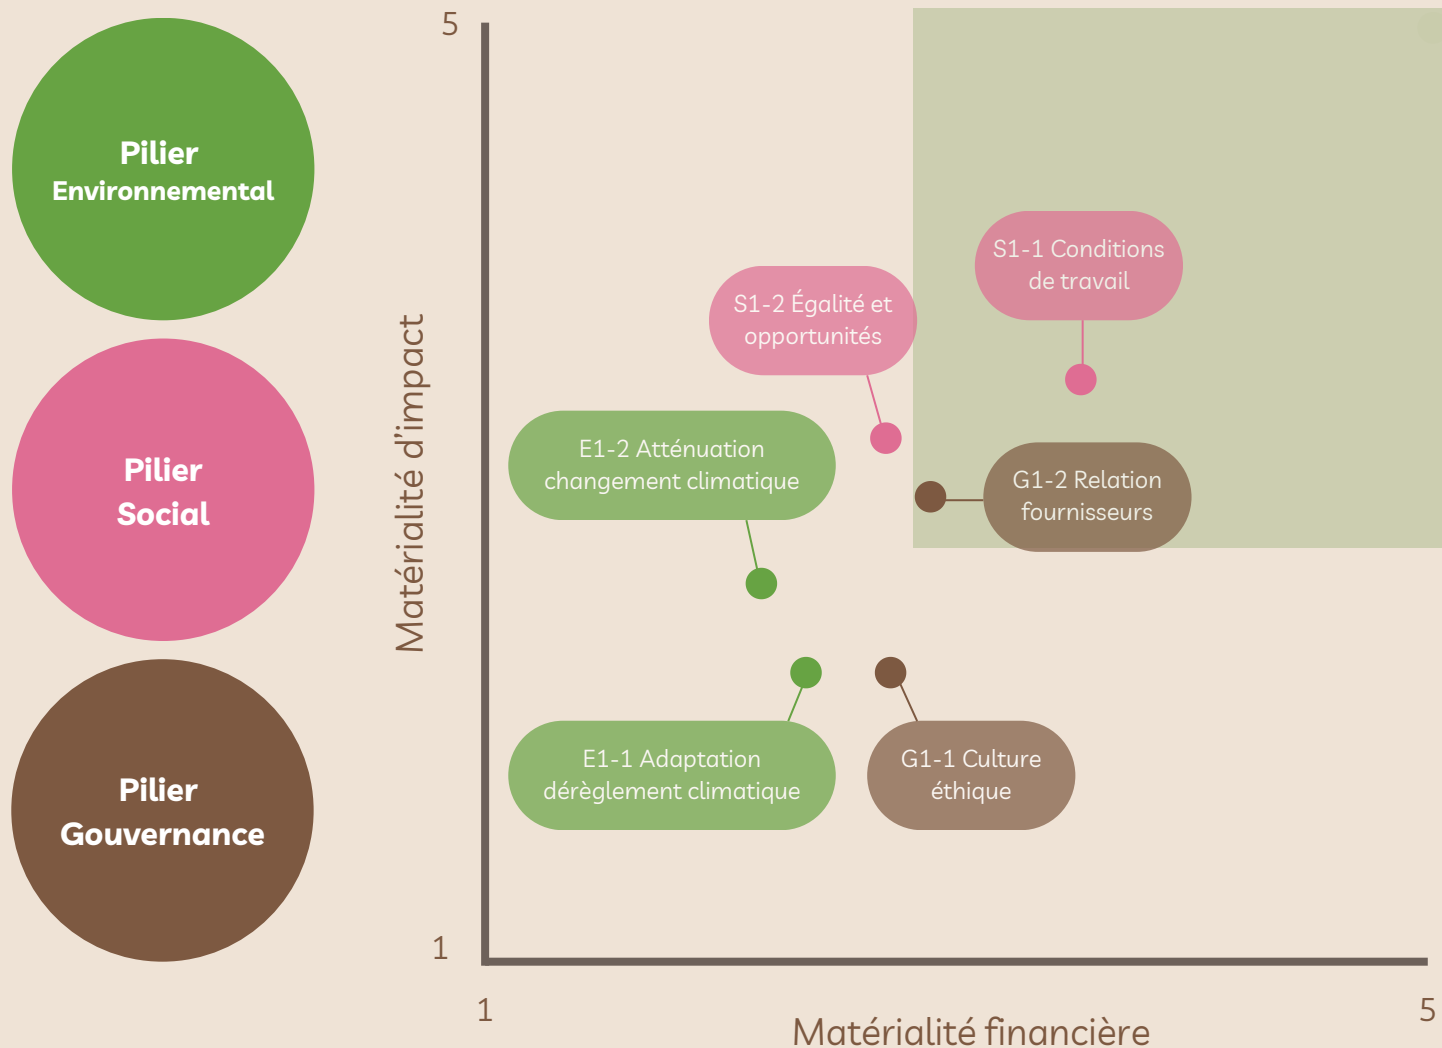 Pilier
Environnemental
Pilier
Social
Pilier
Gouvernance
5
Matérialité d'impact
S1-1 Conditions
de travail
S1-2 Égalité et
opportunités
E1-2 Atténuation
changement climatique
G1-2 Relation
fournisseurs
E1-1 Adaptation
dérèglement climatique
G1-1 Culture
éthique
1
1
5
Matérialité financière